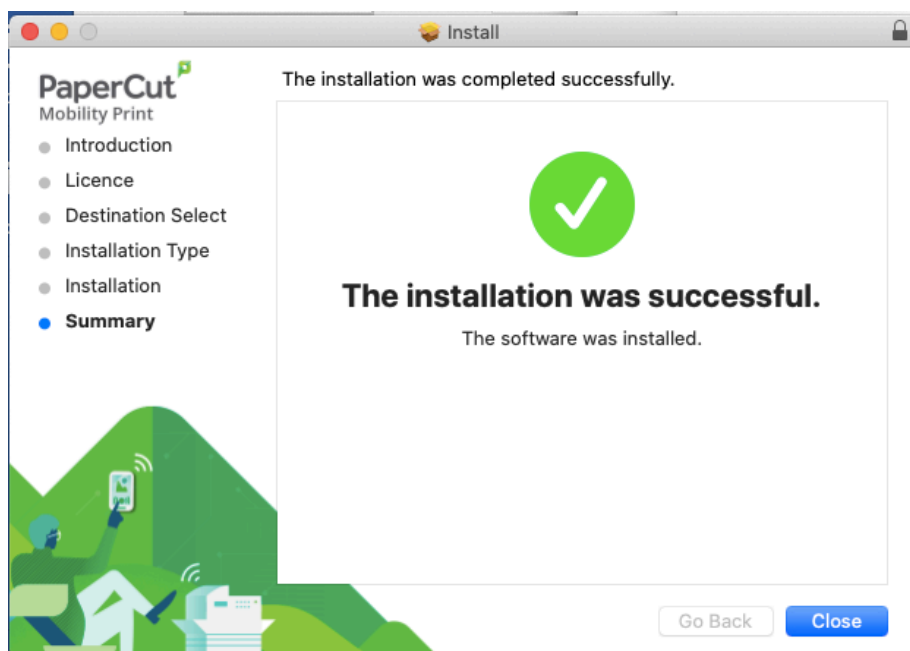 Install
PaperCut
Mobility Print
The installation was completed successfully.
Introduction
Licence
Destination Select
Installation Type
Installation
Summary
The installation was successful.
The software was installed.
Go Back
Close